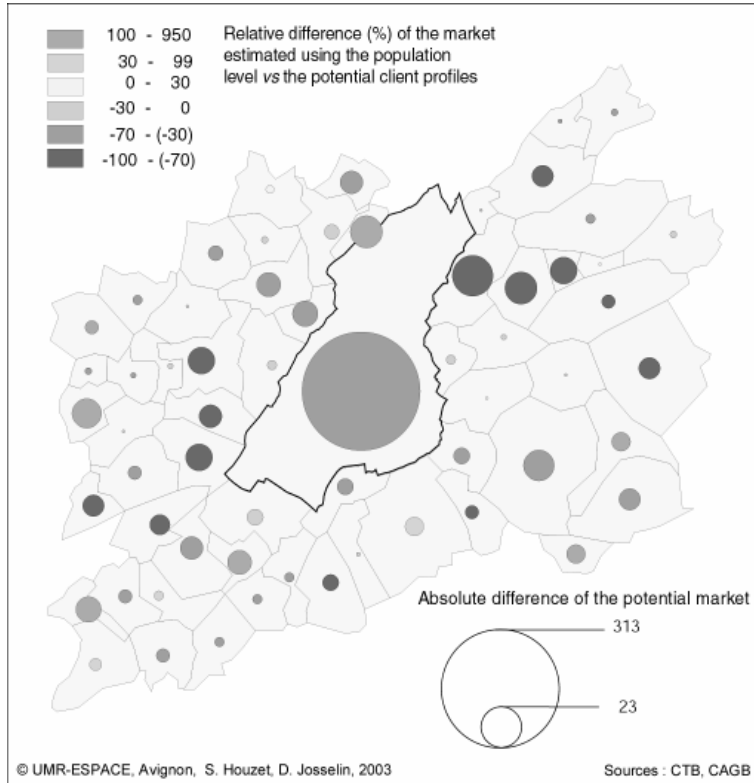 100 - 950
30 - 99
0 - 30
-30 - 0
-70 - (-30)
-100 - (-70)
Relative difference (%) of the market
estimated using the population
level vs the potential client profiles
Absolute difference of the potential market
313
23
© UMR-ESPACE, Avignon, S. Houzet, D. Josselin, 2003
Sources : CTB, CAGB